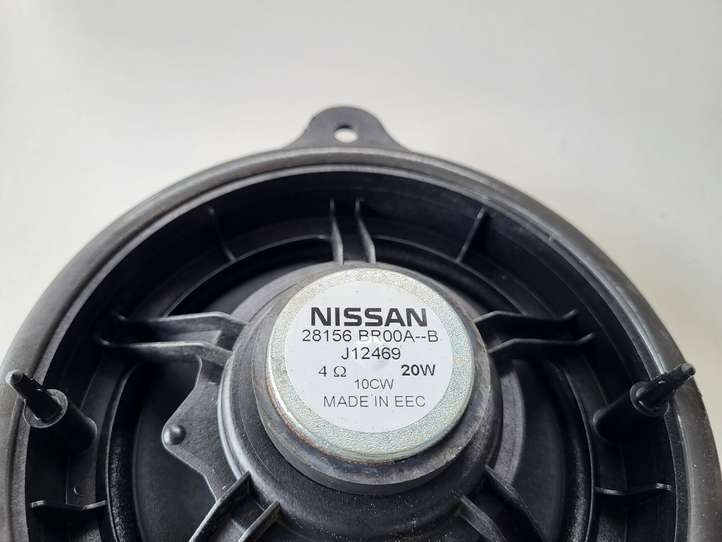 NISSAN
28156 BR00A--B
J12469
4 Ω 20W
10CW
MADE IN EEC